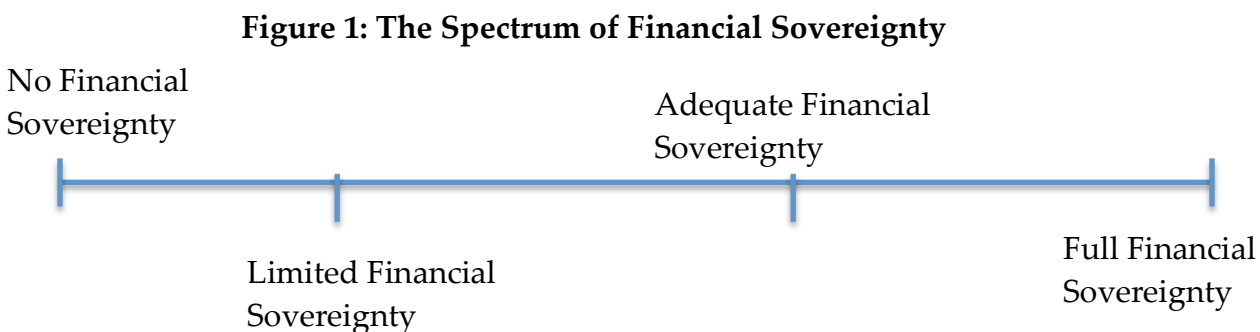 Figure 1: The Spectrum of Financial Sovereignty
No Financial
Sovereignty
Adequate Financial
Sovereignty
Limited Financial
Sovereignty
Full Financial
Sovereignty